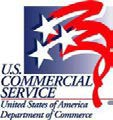 U.S.
COMMERCIAL
SERVICE
United States of America
Department of Commerce